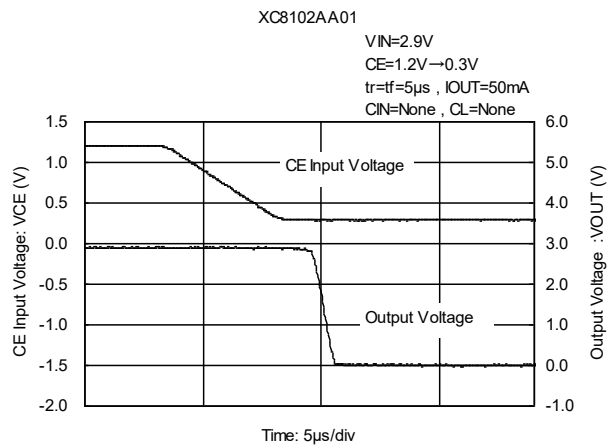 XC8102AA01
VIN=2.9V
CE=1.2V→0.3V
tr=tf=5μs , IOUT=50mA
CIN=None , CL=None
1.5
1.0
0.5
0.0
-0.5
-1.0
-1.5
-2.0
CE Input Voltage: VCE (V)
CE Input Voltage
Output Voltage
6.0
5.0
4.0
3.0
2.0
1.0
0.0
-1.0
Output Voltage :VOUT (V)
Time: 5μs/div